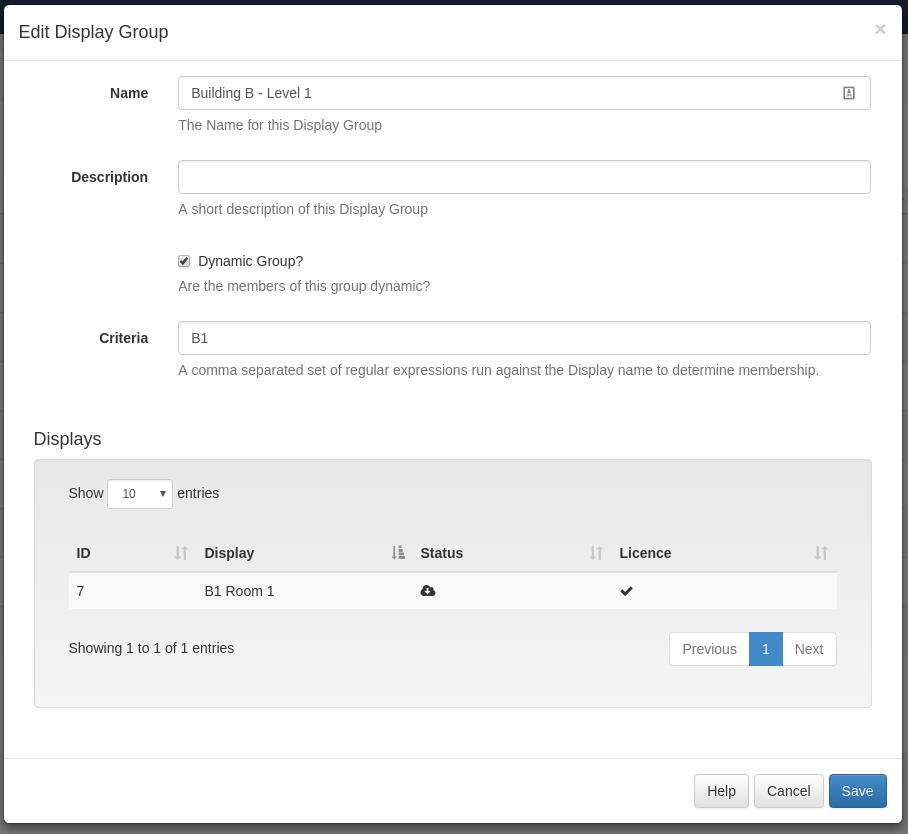 Edit Display Group
×
Name
Building B - Level 1
The Name for this Display Group
Description
A short description of this Display Group
Dynamic Group?
Are the members of this group dynamic?
Criteria
B1
A comma separated set of regular expressions run against the Display name to determine membership.
Displays
Show 10 entries
ID Display Status Licence
7 B1 Room 1
Showing 1 to 1 of 1 entries
Previous 1 Next
Help Cancel Save